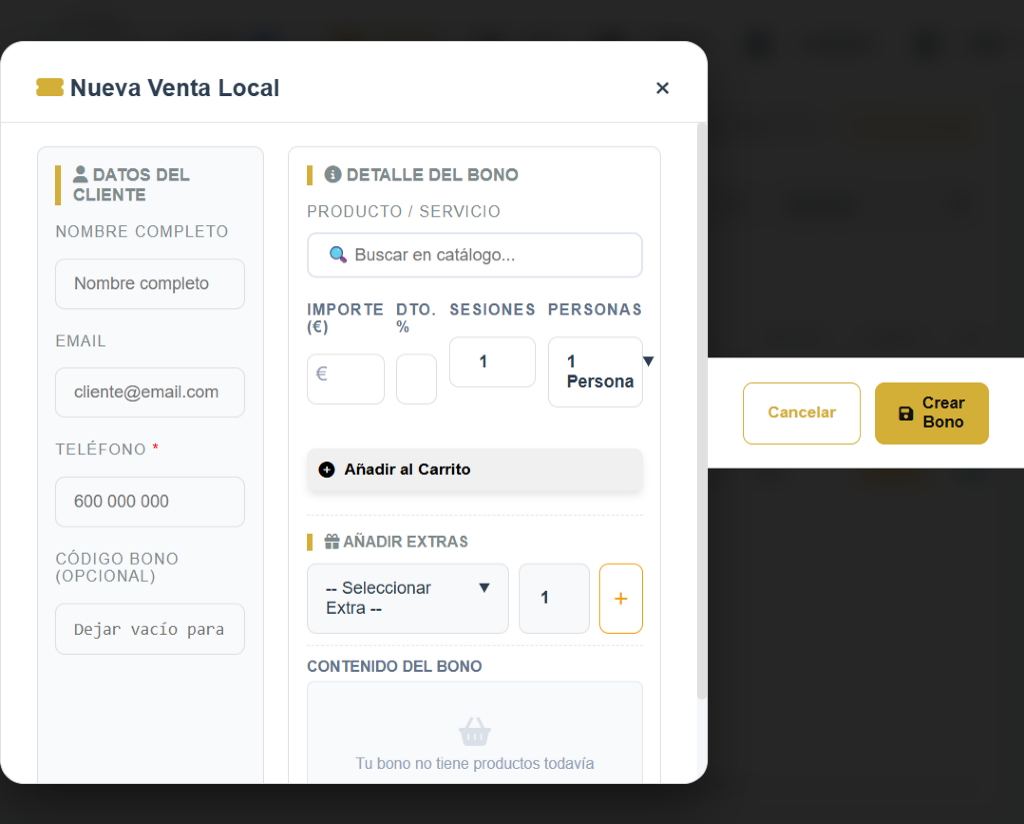 Nueva Venta Local
×
DATOS DEL
CLIENTE
NOMBRE COMPLETO
Nombre completo
EMAIL
cliente@email.com
TELÉFONO *
600 000 000
CÓDIGO BONO
(OPCIONAL)
Dejar vacío para
DETALLE DEL BONO
PRODUCTO / SERVICIO
Buscar en catálogo...
IMPORTE
(€)
€
DTO.
%
SESIONES
1
PERSONAS
1
Persona
Añadir al Carrito
AÑADIR EXTRAS
-- Seleccionar
Extra --
1
+
CONTENIDO DEL BONO
Tu bono no tiene productos todavía
Cancelar
Crear
Bono